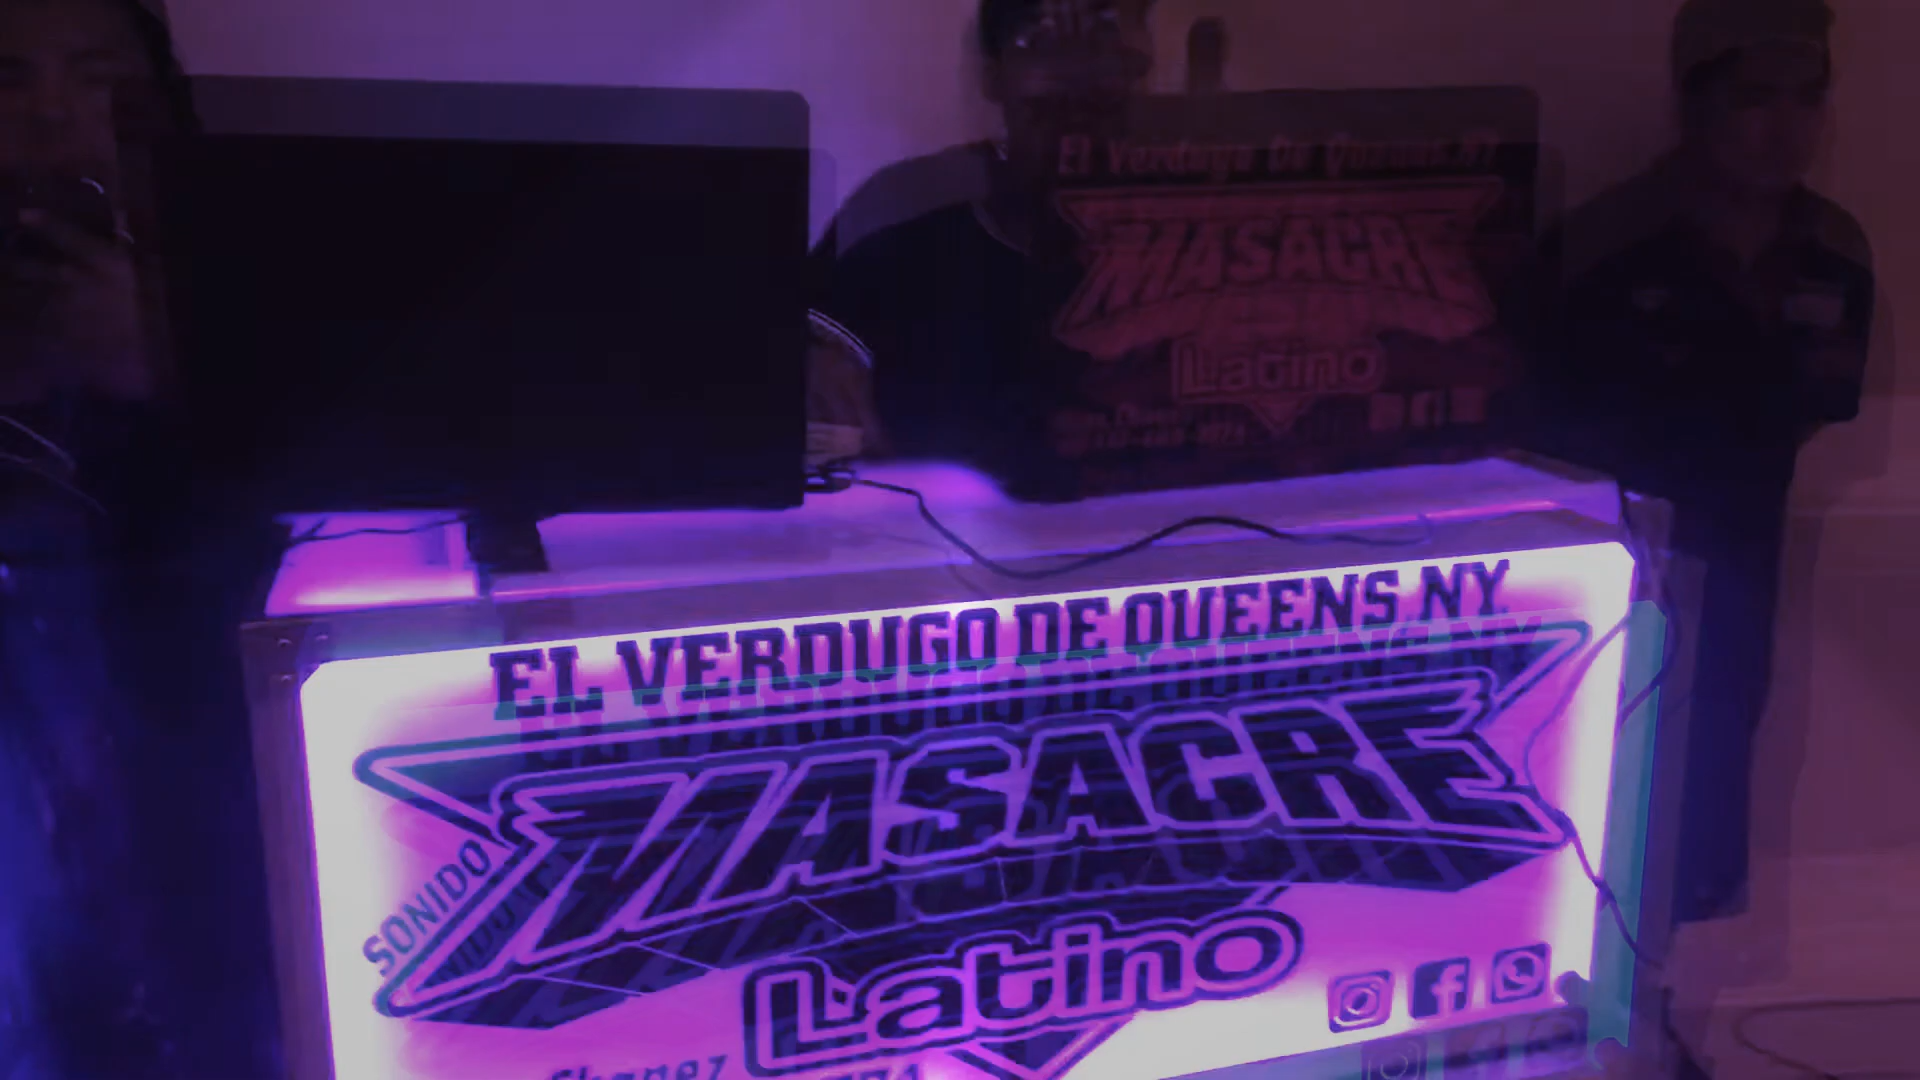 El Verdugo De Queens NY
MASACRE
Latino
EL VERDUGO DE QUEENS NY
SONIDO
MASACRE
Latino